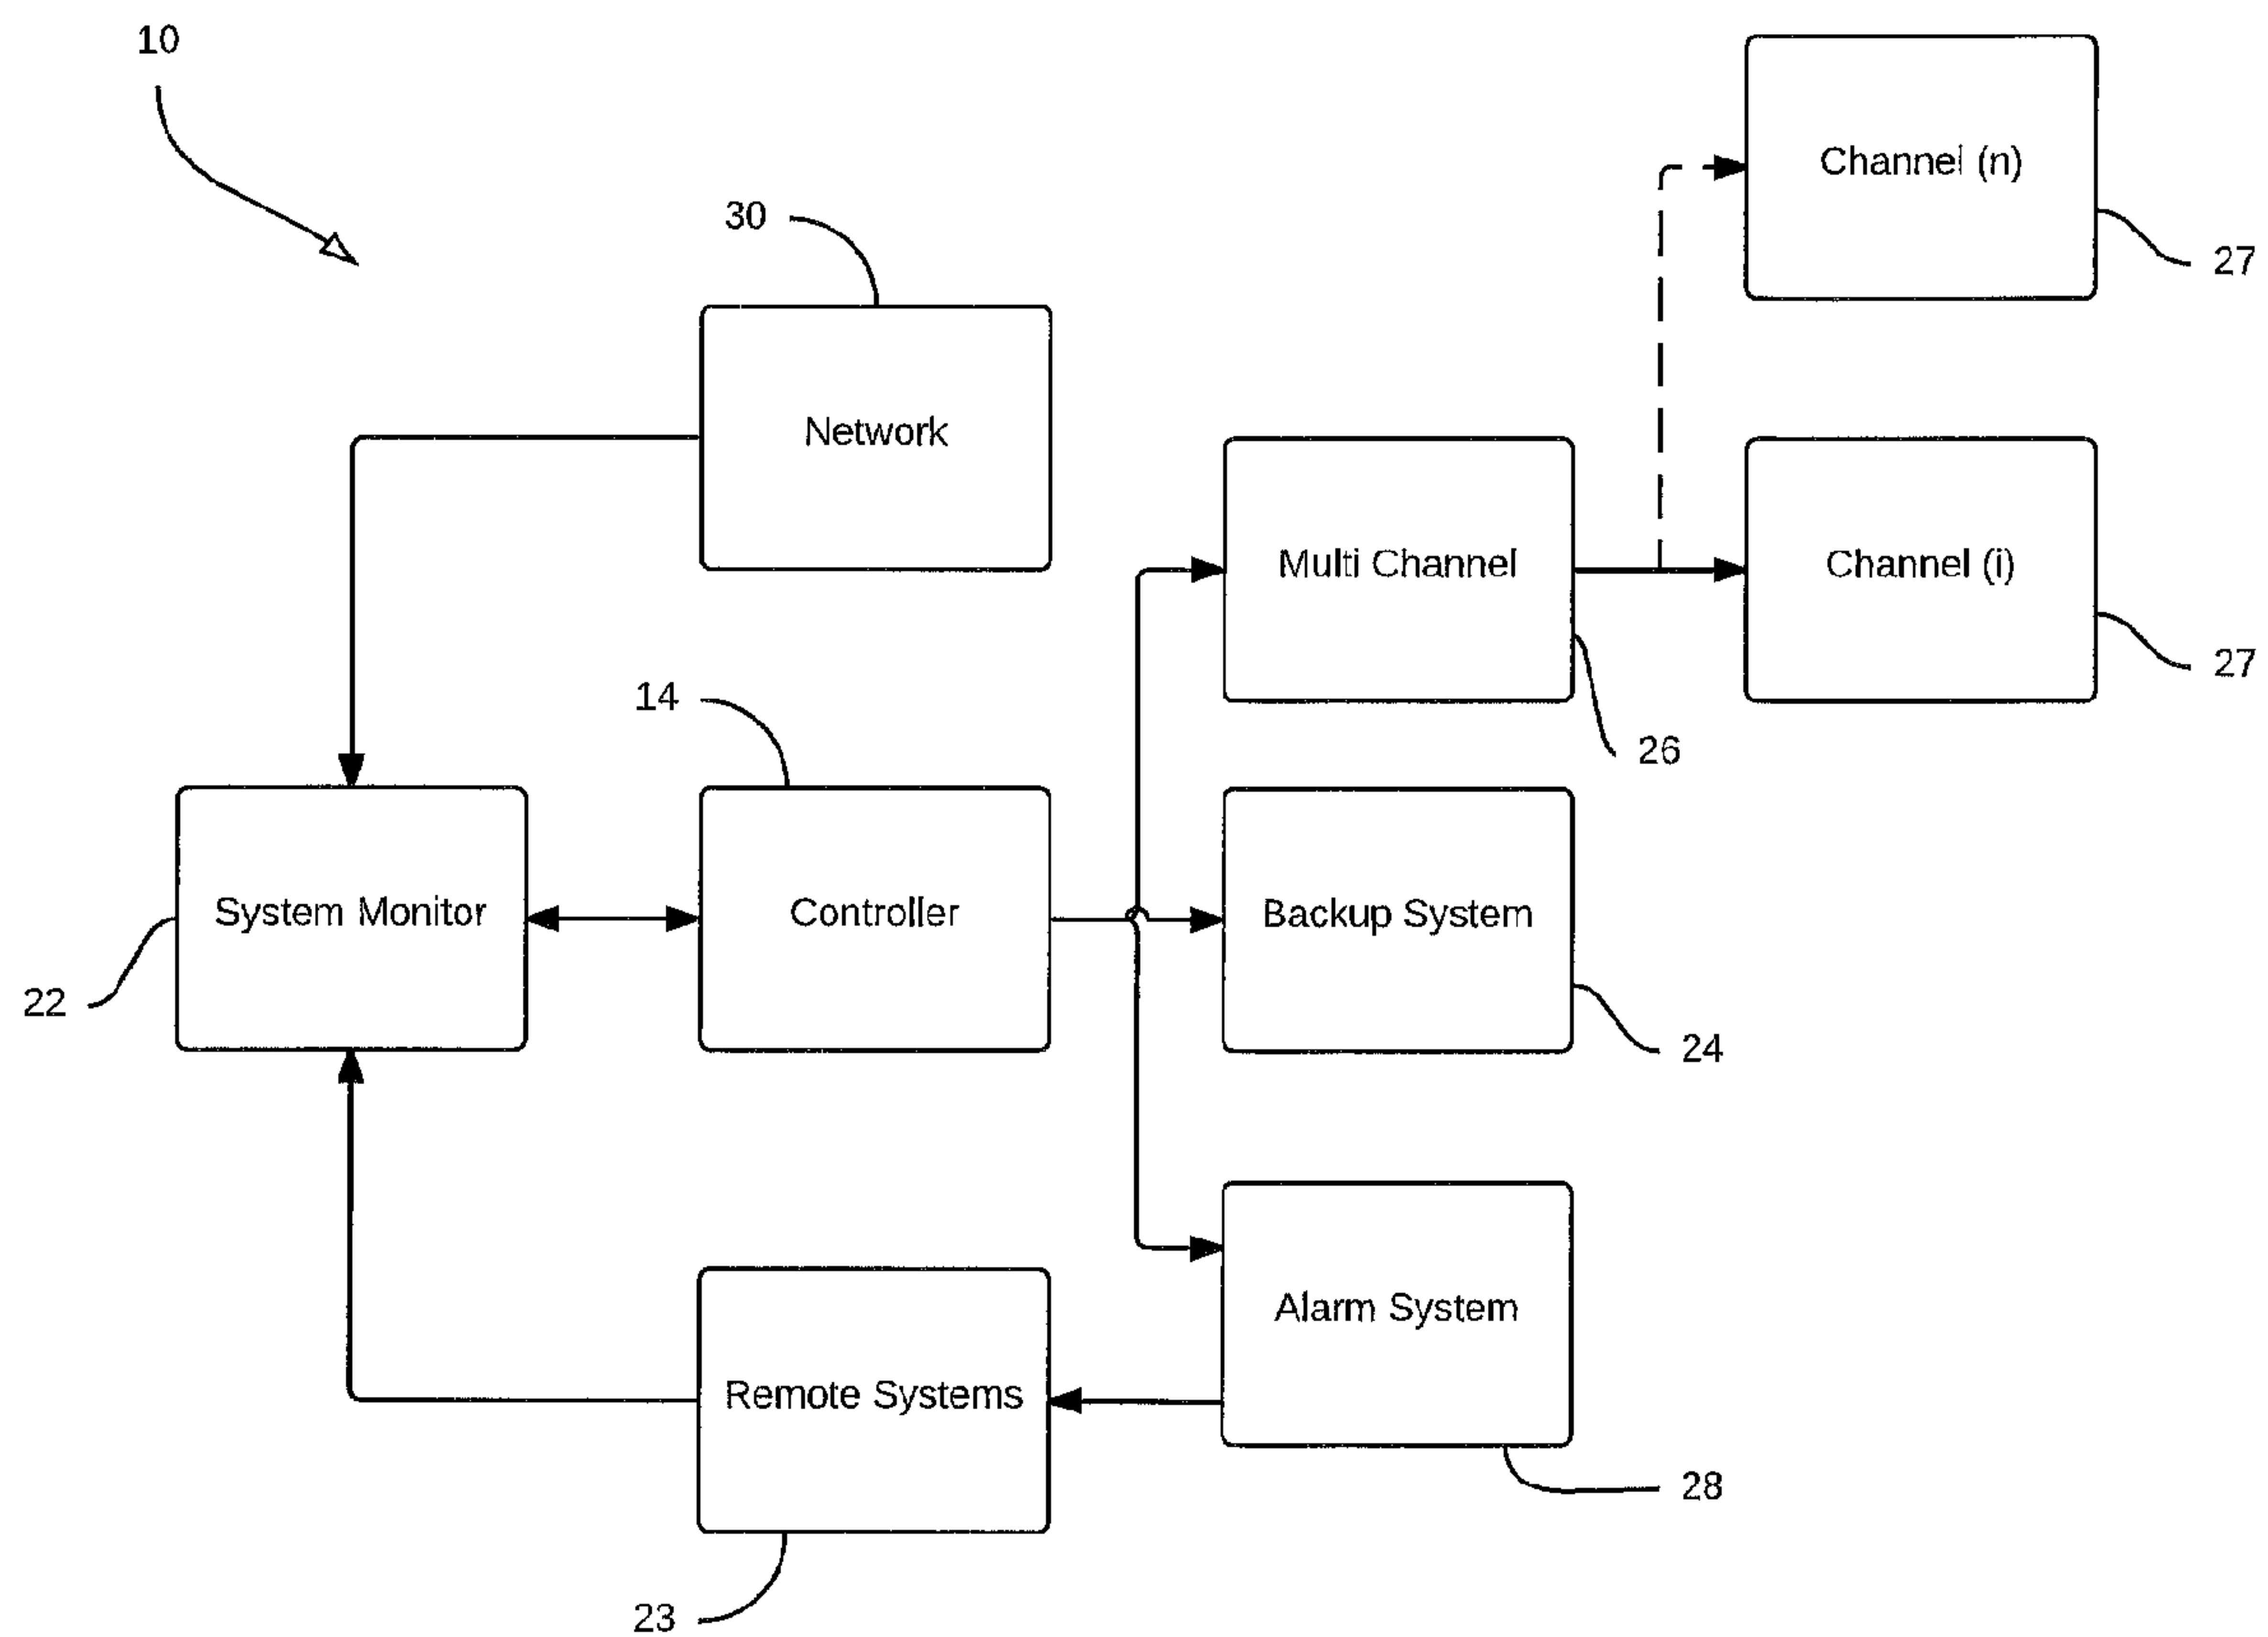 10
Channel (n)
30
27
Network
Multi Channel
Channel (i)
27
14
26
System Monitor
Controller
Backup System
22
24
Alarm System
Remote Systems
28
23